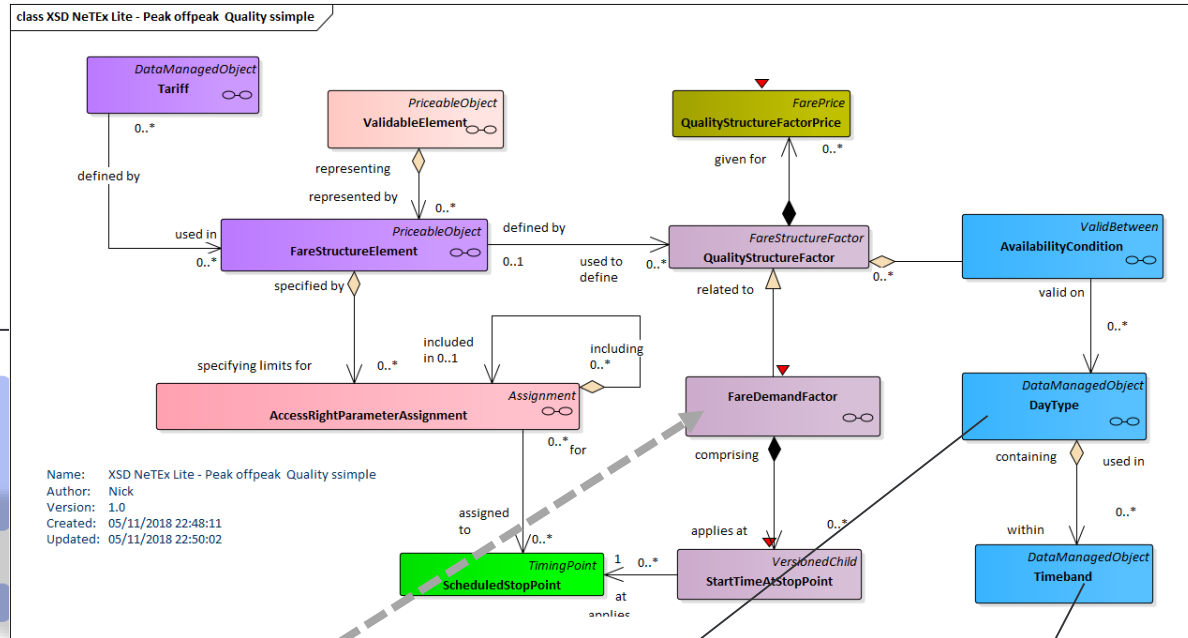 class XSD NeTEx Lite - Peak offpeak  Quality ssimple
DataManagedObject
Tariff
0..*
PriceableObject
ValidableElement
FarePrice
QualityStructureFactorPrice
0..*
given for
representing
defined by
represented by
0..*
used in
0..*
PriceableObject
FareStructureElement
defined by
0..1
used to
define
0..*
FareStructureFactor
QualityStructureFactor
0..*
ValidBetween
AvailabilityCondition
specified by
related to
valid on
0..*
included
in 0..1
including
0..*
specifying limits for
0..*
Assignment
AccessRightParameterAssignment
FareDemandFactor
DataManagedObject
DayType
0..*
for
comprising
containing
used in
Name: XSD NeTEx Lite - Peak offpeak  Quality ssimple
Author: Nick
Version: 1.0
Created: 05/11/2018 22:48:11
Updated: 05/11/2018 22:50:02
assigned
to
0..*
applies at
0..*
within
0..*
TimingPoint
ScheduledStopPoint
1
0..*
at
applies
VersionedChild
StartTimeAtStopPoint
DataManagedObject
Timeband